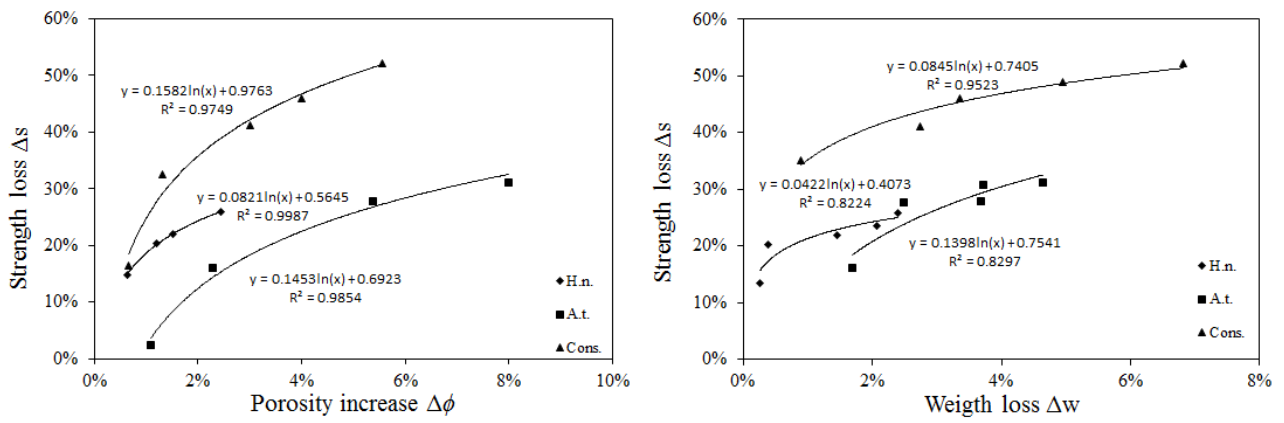 60%
50%
40%
30%
20%
10%
0%
Strength loss Δs
y = 0.1582ln(x) + 0.9763
R² = 0.9749
y = 0.0821ln(x) + 0.5645
R² = 0.9987
y = 0.1453ln(x) + 0.6923
R² = 0.9854
H.n.
A.t.
Cons.
0% 2% 4% 6% 8% 10%
Porosity increase Δϕ
60%
50%
40%
30%
20%
10%
0%
Strength loss Δs
y = 0.0845ln(x) + 0.7405
R² = 0.9523
y = 0.0422ln(x) + 0.4073
R² = 0.8224
y = 0.1398ln(x) + 0.7541
R² = 0.8297
H.n.
A.t.
Cons.
0% 2% 4% 6% 8%
Weigth loss Δw